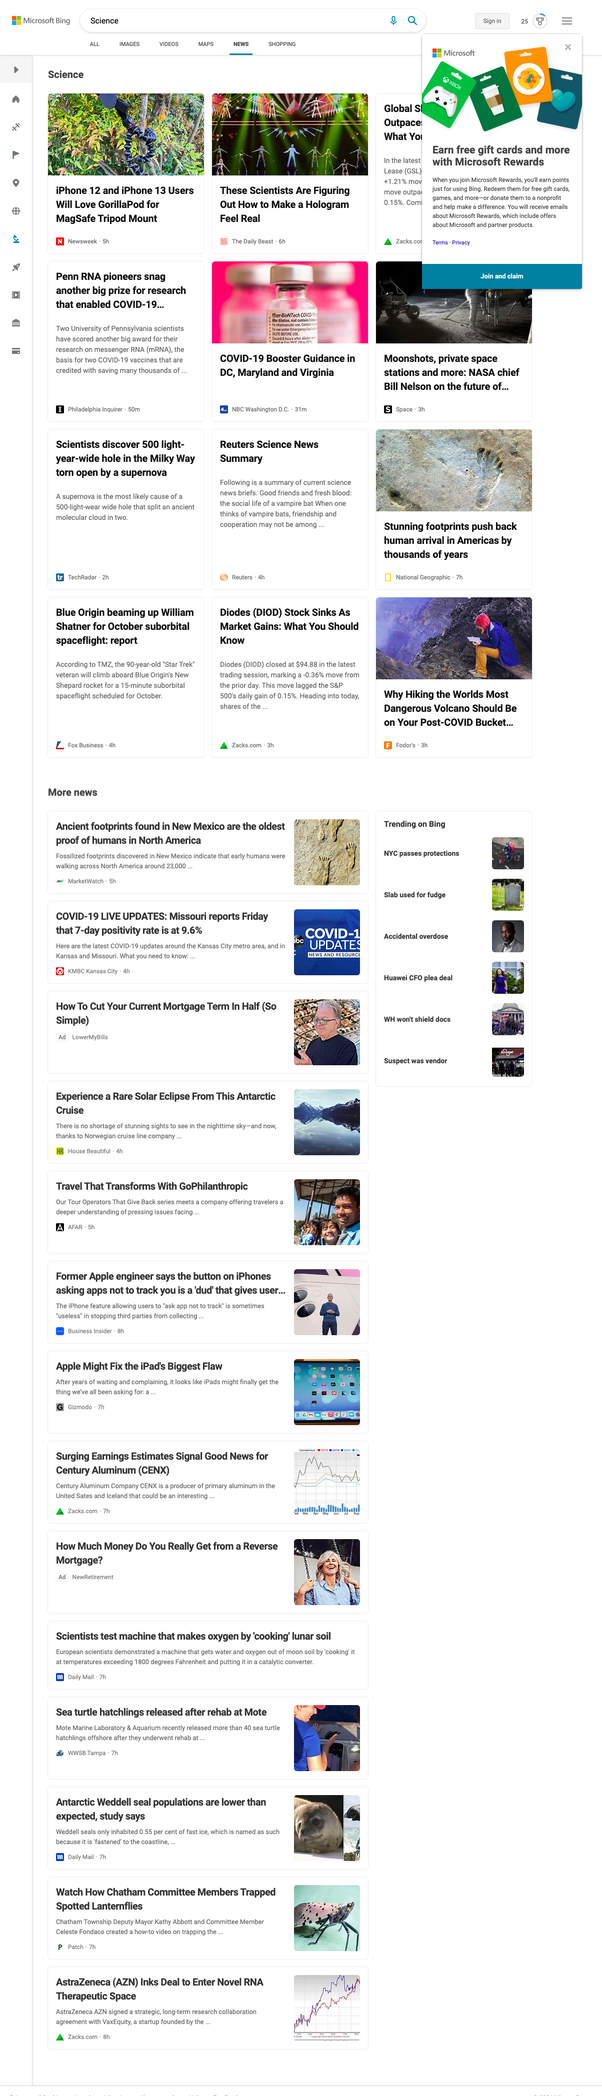 Microsoft Bing
Science
Sign in
25
ALL
IMAGES
VIDEOS
MAPS
NEWS
SHOPPING
Microsoft
Earn free gift cards and more
with Microsoft Rewards
When you join Microsoft Rewards, you'll earn points
just for using Bing. Redeem them for free gift cards,
games, and more—or donate them to a nonprofit
and help make a difference. You will receive emails
about Microsoft Rewards, which include offers
about Microsoft and partner products.
Terms · Privacy
Join and claim
Science
iPhone 12 and iPhone 13 Users
Will Love GorillaPod for
MagSafe Tripod Mount
Newsweek · 5h
These Scientists Are Figuring
Out How to Make a Hologram
Feel Real
The Daily Beast · 6h
Global S
Outpace
What Yo
In the latest
Lease (GSL)
+1.21% mov
move outpa
0.15%. Com
Zacks.co
Penn RNA pioneers snag
another big prize for research
that enabled COVID-19...
Two University of Pennsylvania scientists
have scored another big award for their
research on messenger RNA (mRNA), the
basis for two COVID-19 vaccines that are
credited with saving many thousands of ...
Philadelphia Inquirer · 50m
COVID-19 Booster Guidance in
DC, Maryland and Virginia
NBC Washington D.C. · 31m
Moonshots, private space
stations and more: NASA chief
Bill Nelson on the future of...
Space · 3h
Scientists discover 500 light-
year-wide hole in the Milky Way
torn open by a supernova
A supernova is the most likely cause of a
500-light-wear wide hole that split an ancient
molecular cloud in two.
TechRadar · 2h
Reuters Science News
Summary
Following is a summary of current science
news briefs. Good friends and fresh blood:
the social life of a vampire bat When one
thinks of vampire bats, friendship and
cooperation may not be among ...
Reuters · 4h
Stunning footprints push back
human arrival in Americas by
thousands of years
National Geographic · 7h
Blue Origin beaming up William
Shatner for October suborbital
spaceflight: report
According to TMZ, the 90-year-old "Star Trek"
veteran will climb aboard Blue Origin's New
Shepard rocket for a 15-minute suborbital
spaceflight scheduled for October.
Fox Business · 4h
Diodes (DIOD) Stock Sinks As
Market Gains: What You Should
Know
Diodes (DIOD) closed at $94.88 in the latest
trading session, marking a -0.36% move from
the prior day. This move lagged the S&P
500's daily gain of 0.15%. Heading into today,
shares of the ...
Zacks.com · 3h
Why Hiking the Worlds Most
Dangerous Volcano Should Be
on Your Post-COVID Bucket...
Fodor's · 3h
More news
Ancient footprints found in New Mexico are the oldest
proof of humans in North America
Fossilized footprints discovered in New Mexico indicate that early humans were
walking across North America around 23,000 ...
MarketWatch · 5h
COVID-19 LIVE UPDATES: Missouri reports Friday
that 7-day positivity rate is at 9.6%
Here are the latest COVID-19 updates around the Kansas City metro area, and in
Kansas and Missouri. What you need to know: ...
KMBC Kansas City · 4h
abc
COVID-1
UPDATES
NEWS AND RESOURCES
How To Cut Your Current Mortgage Term In Half (So
Simple)
Ad LowerMyBills
Experience a Rare Solar Eclipse From This Antarctic
Cruise
There is no shortage of stunning sights to see in the nighttime sky—and now,
thanks to Norwegian cruise line company ...
House Beautiful · 4h
Travel That Transforms With GoPhilanthropic
Our Tour Operators That Give Back series meets a company offering travelers a
deeper understanding of pressing issues facing ...
AFAR · 5h
Former Apple engineer says the button on iPhones
asking apps not to track you is a 'dud' that gives user...
The iPhone feature allowing users to "ask app not to track" is sometimes
"useless" in stopping third parties from collecting ...
Business Insider · 8h
Apple Might Fix the iPad's Biggest Flaw
After years of waiting and complaining, it looks like iPads might finally get the
thing we've all been asking for: a ...
Gizmodo · 7h
Surging Earnings Estimates Signal Good News for
Century Aluminum (CENX)
Century Aluminum Company CENX is a producer of primary aluminum in the
United Sates and Iceland that could be an interesting ...
Zacks.com · 7h
How Much Money Do You Really Get from a Reverse
Mortgage?
Ad NewRetirement
Scientists test machine that makes oxygen by 'cooking' lunar soil
European scientists demonstrated a machine that gets water and oxygen out of moon soil by 'cooking' it
at temperatures exceeding 1800 degrees Fahrenheit and putting it in a catalytic converter.
Daily Mail · 7h
Sea turtle hatchlings released after rehab at Mote
Mote Marine Laboratory & Aquarium recently released more than 40 sea turtle
hatchlings offshore after they underwent rehab at ...
WWSB Tampa · 7h
Antarctic Weddell seal populations are lower than
expected, study says
Weddell seals only inhabited 0.55 per cent of fast ice, which is named as such
because it is 'fastened' to the coastline, ...
Daily Mail · 7h
Watch How Chatham Committee Members Trapped
Spotted Lanternflies
Chatham Township Deputy Mayor Kathy Abbott and Committee Member
Celeste Fondaco created a how-to video on trapping the ...
Patch · 7h
AstraZeneca (AZN) Inks Deal to Enter Novel RNA
Therapeutic Space
AstraZeneca AZN signed a strategic, long-term research collaboration
agreement with VaxEquity, a startup founded by the ...
Zacks.com · 8h
Trending on Bing
NYC passes protections
Slab used for fudge
Accidental overdose
Huawei CFO plea deal
WH won't shield docs
Suspect was vendor